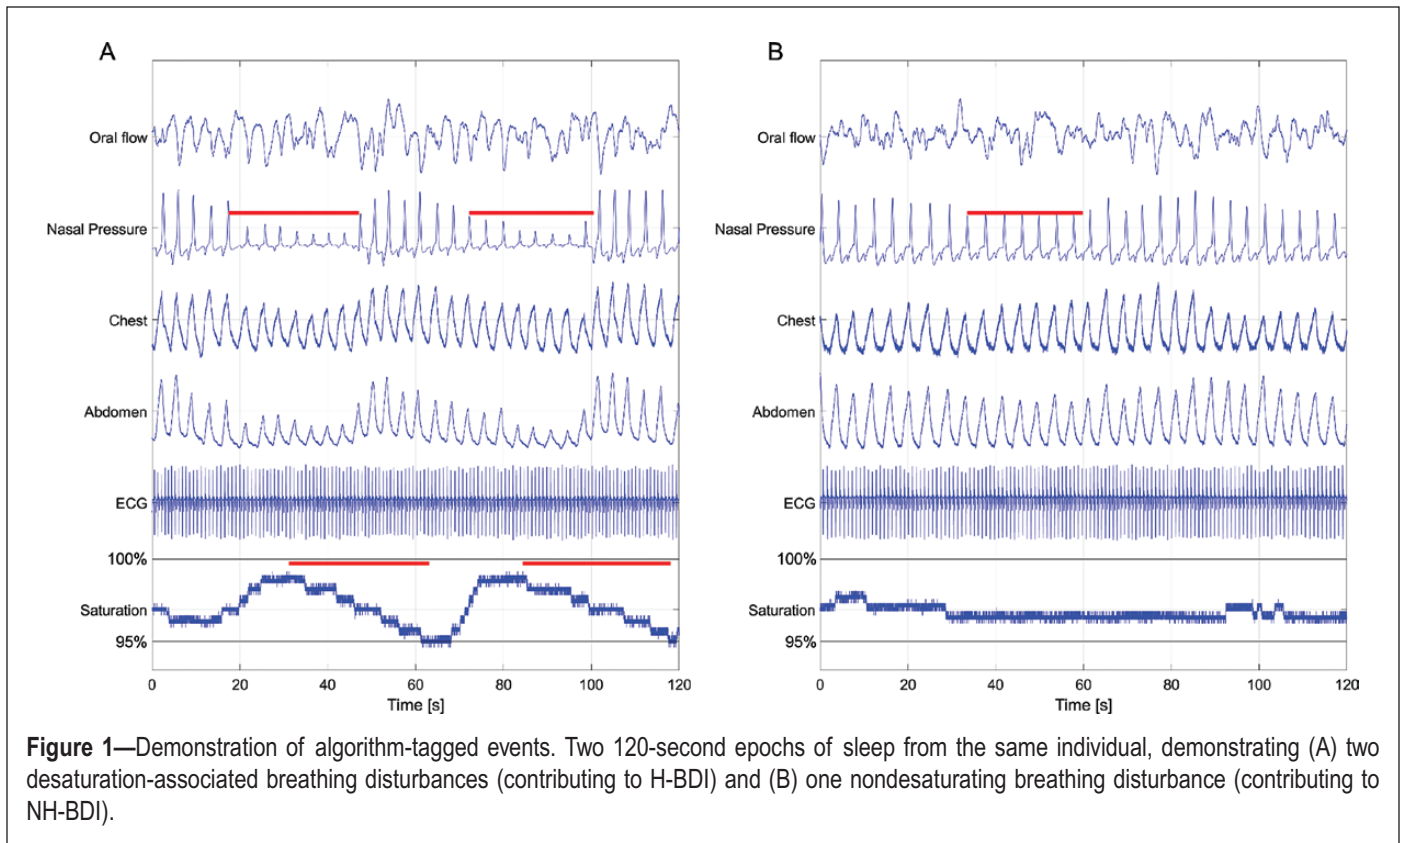 A
Oral flow
Nasal Pressure
Chest
Abdomen
ECG
100%
Saturation
95%
0 20 40 60 80 100 120
Time [s]
B
Oral flow
Nasal Pressure
Chest
Abdomen
ECG
100%
Saturation
95%
0 20 40 60 80 100 120
Time [s]
Figure 1—Demonstration of algorithm-tagged events. Two 120-second epochs of sleep from the same individual, demonstrating (A) two
desaturation-associated breathing disturbances (contributing to H-BDI) and (B) one nondesaturating breathing disturbance (contributing to
NH-BDI).